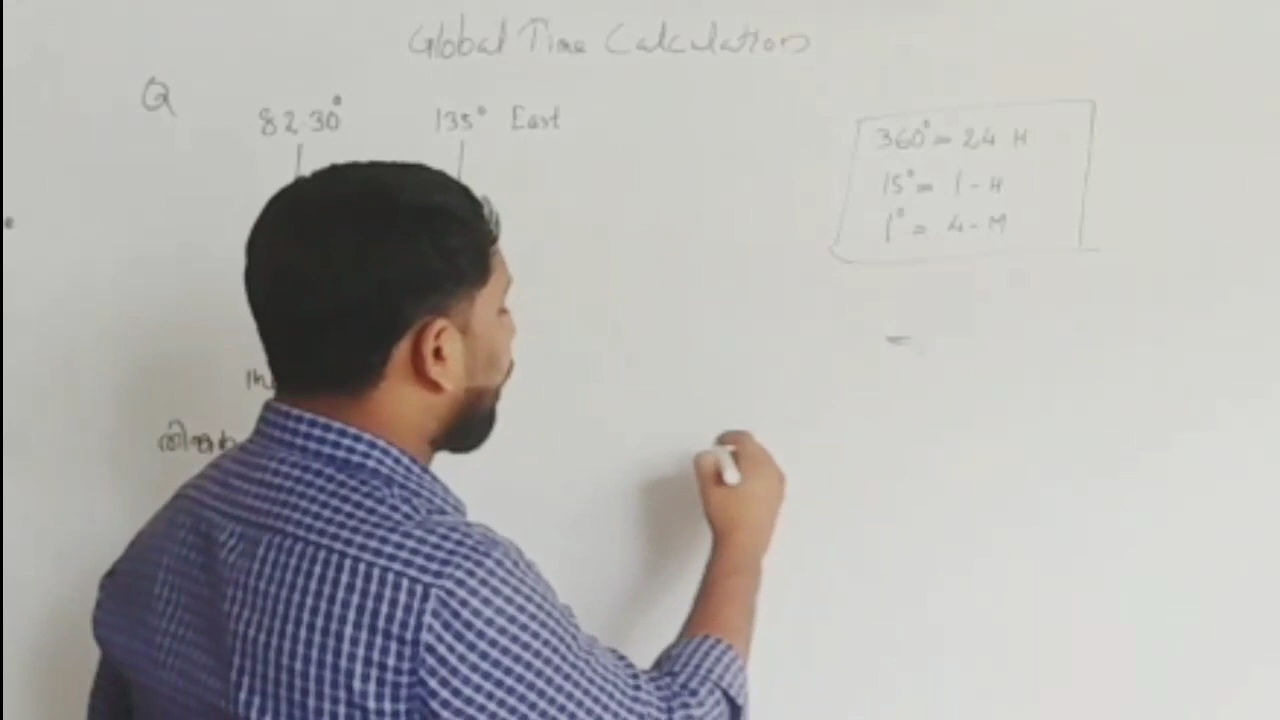 Global Time Calculation
Q
82.30° 135° East
360° = 24 H
15° = 1 - H
1° = 4 - M